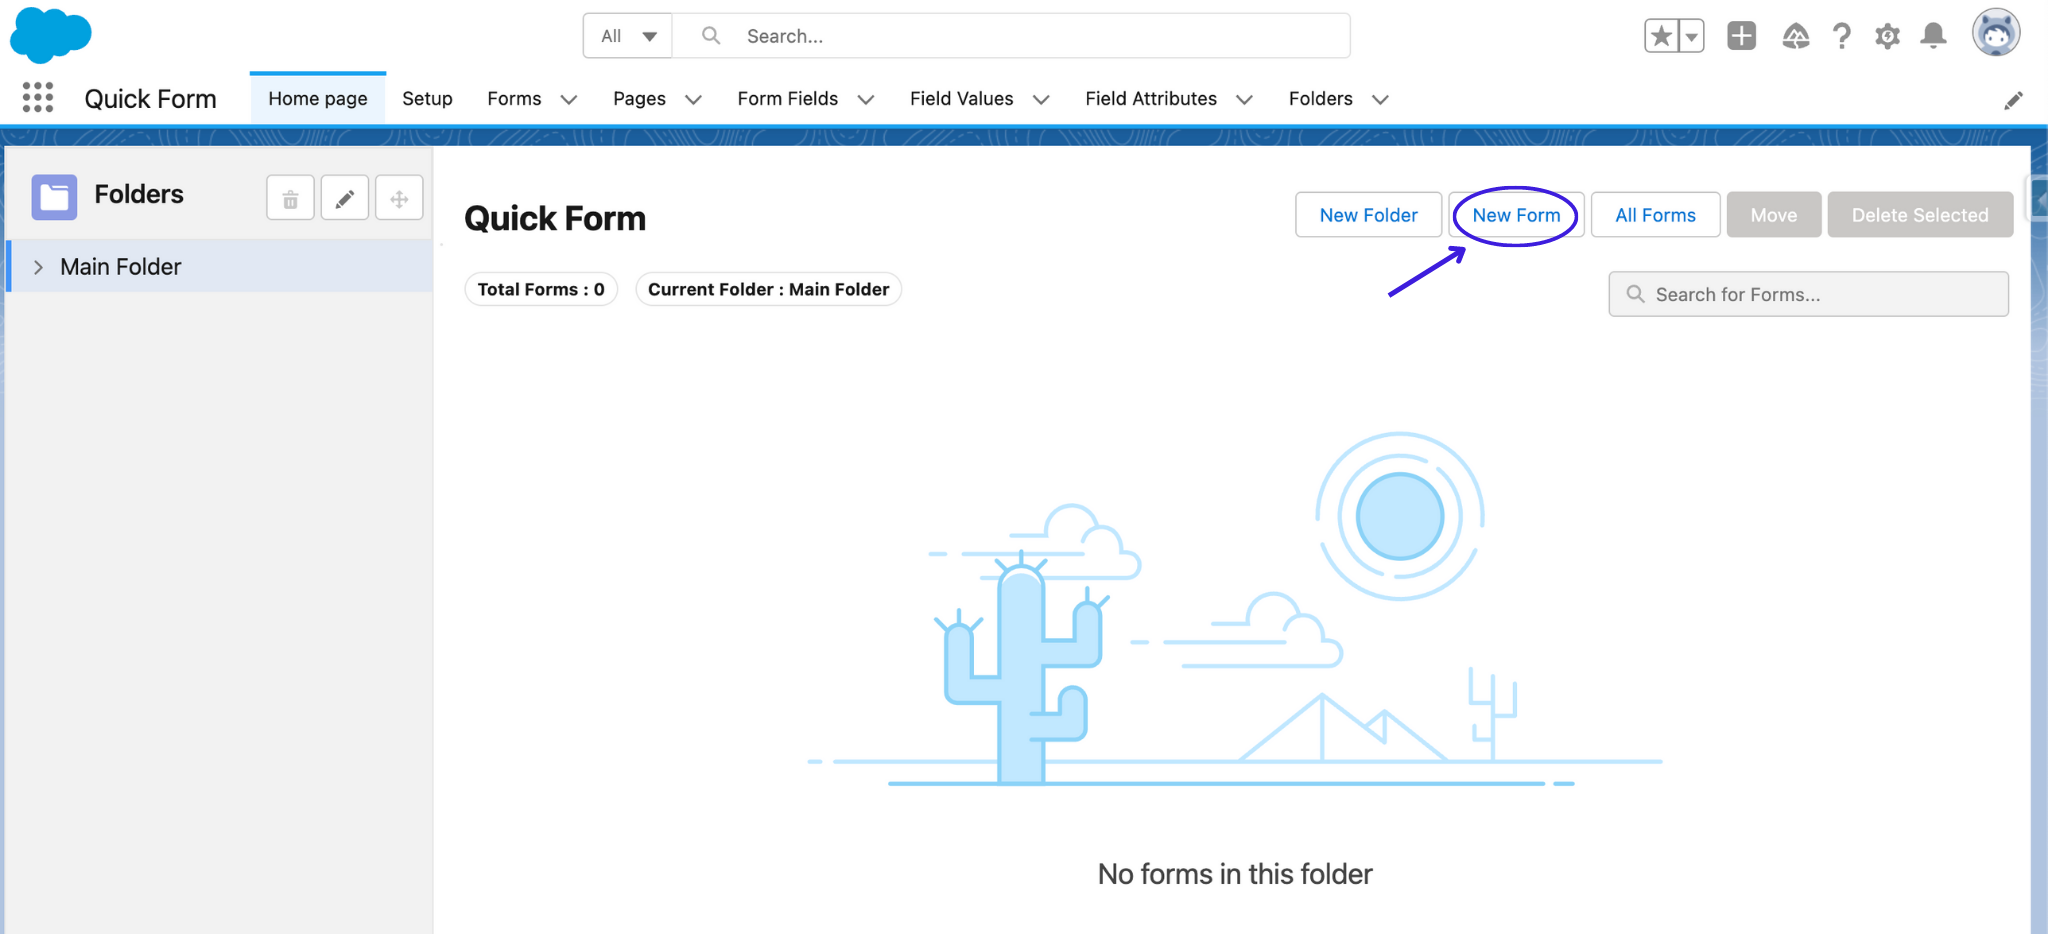 All
Search...
Quick Form
Home page
Setup
Forms
Pages
Form Fields
Field Values
Field Attributes
Folders
Folders
Main Folder
Quick Form
New Folder
New Form
All Forms
Move
Delete Selected
Total Forms : 0
Current Folder : Main Folder
Search for Forms...
No forms in this folder